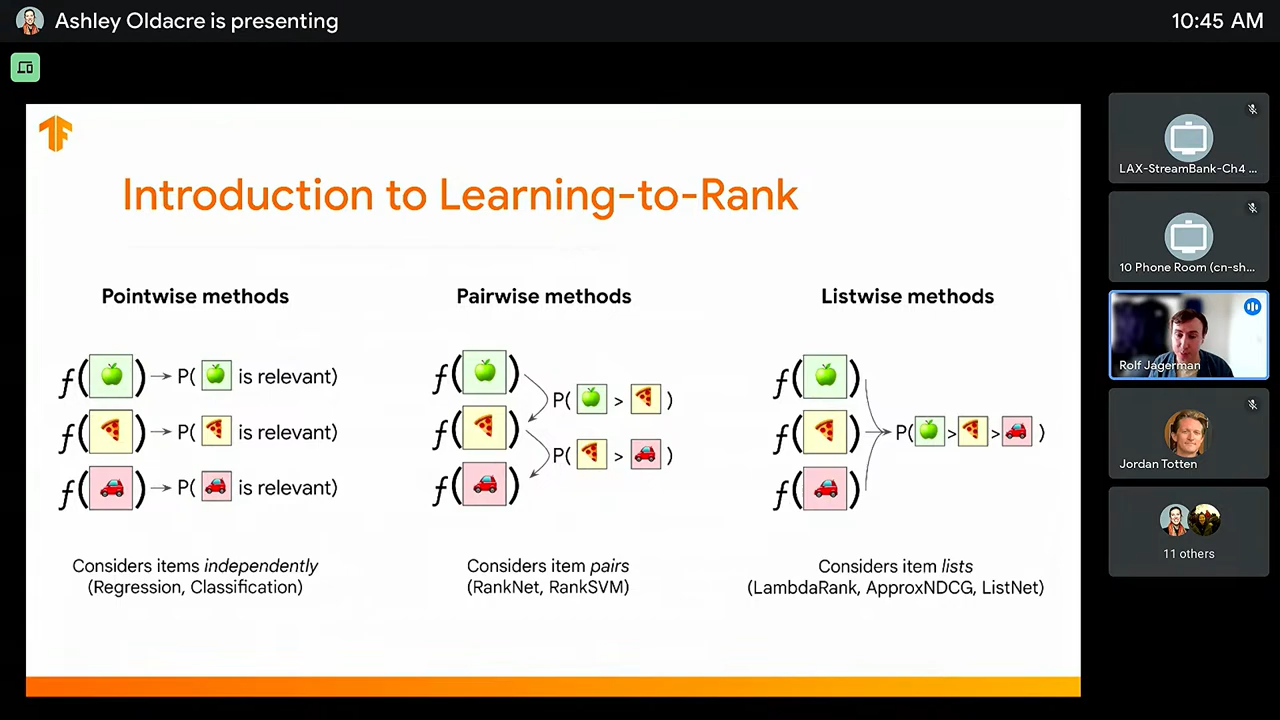 Ashley Oldacre is presenting
10:45 AM
Introduction to Learning-to-Rank
Pointwise methods
f( ) → P( is relevant)
f( ) → P( is relevant)
f( ) → P( is relevant)
Considers items independently
(Regression, Classification)
Pairwise methods
f( )
P( > )
f( )
P( > )
f( )
Considers item pairs
(RankNet, RankSVM)
Listwise methods
f( )
f( ) → P( > > )
f( )
Considers item lists
(LambdaRank, ApproxNDCG, ListNet)
LAX-StreamBank-Ch4 ...
10 Phone Room (cn-sh...
Rolf Jagerman
Jordan Totten
11 others